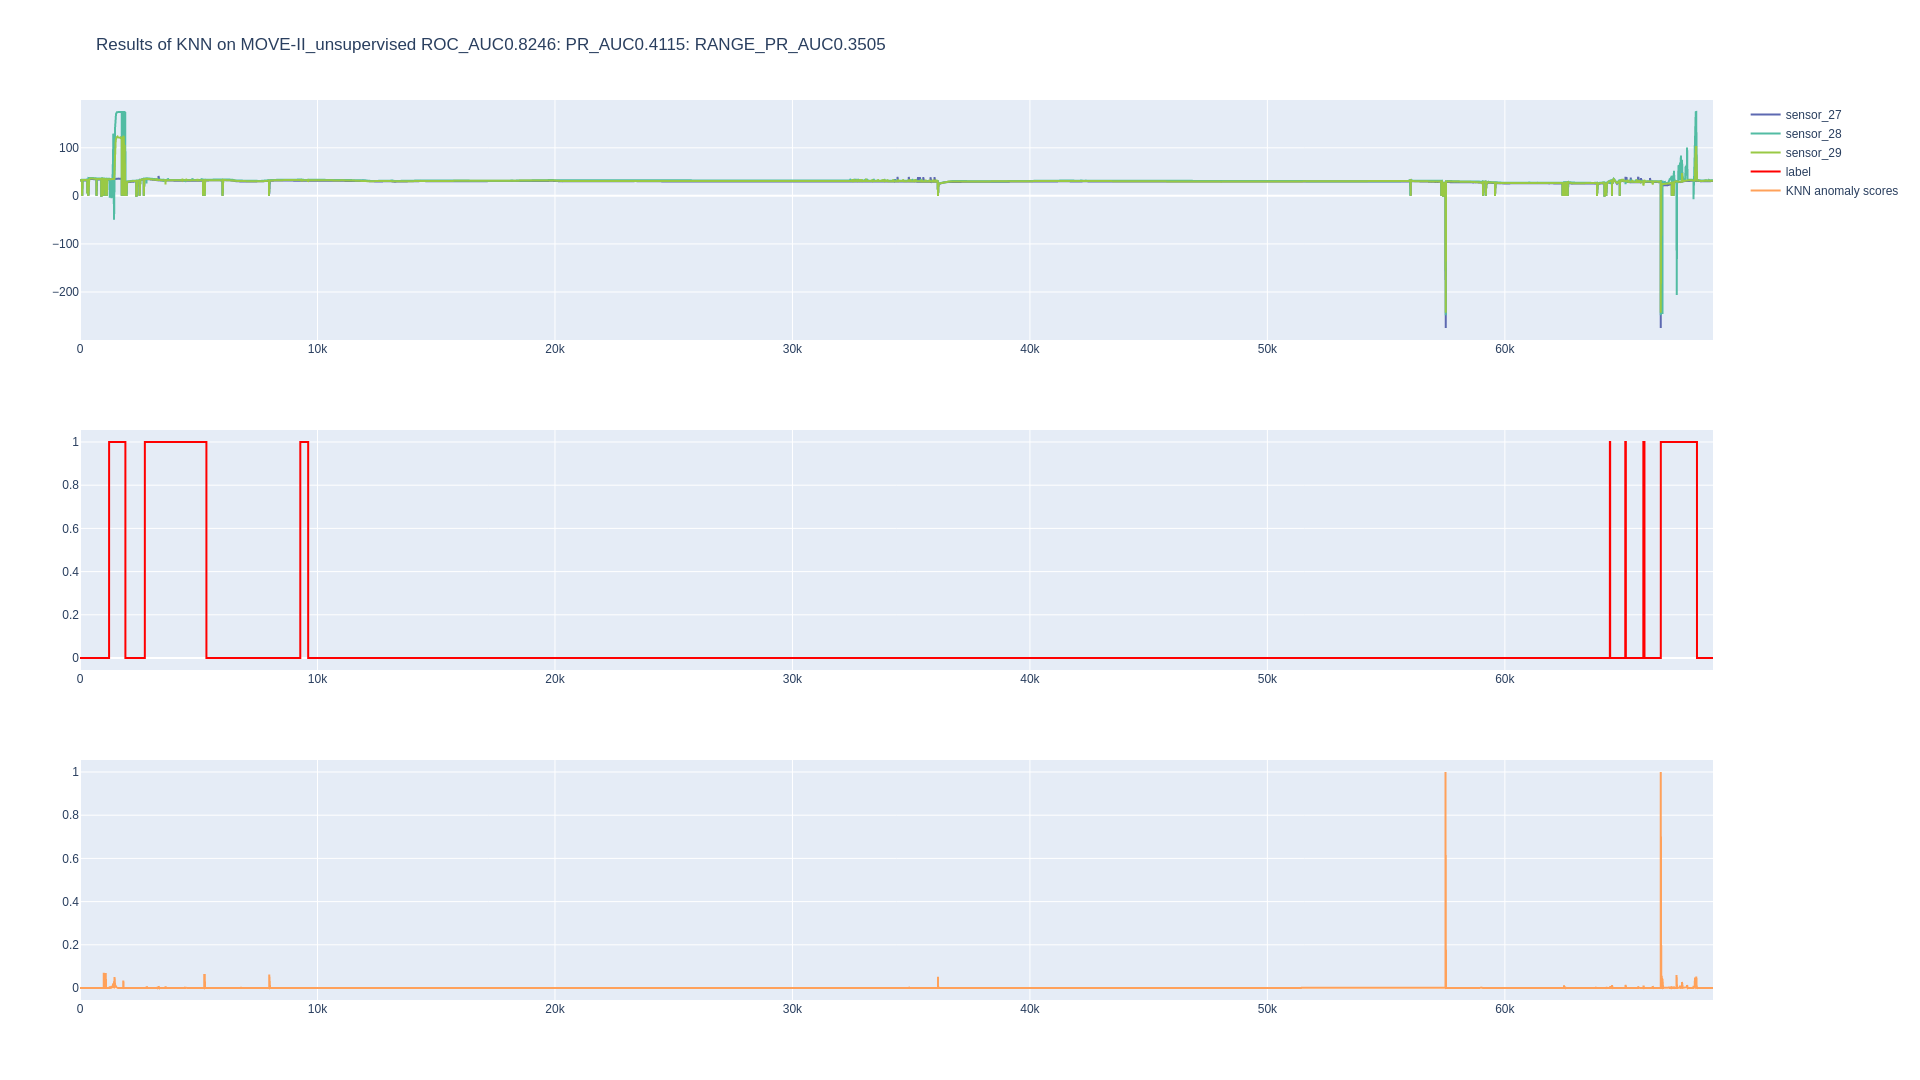 Results of KNN on MOVE-II_unsupervised ROC_AUC0.8246: PR_AUC0.4115: RANGE_PR_AUC0.3505
100
0
−100
−200
0 10k 20k 30k 40k 50k 60k
sensor_27
sensor_28
sensor_29
label
KNN anomaly scores
1
0.8
0.6
0.4
0.2
0
0 10k 20k 30k 40k 50k 60k
1
0.8
0.6
0.4
0.2
0
0 10k 20k 30k 40k 50k 60k